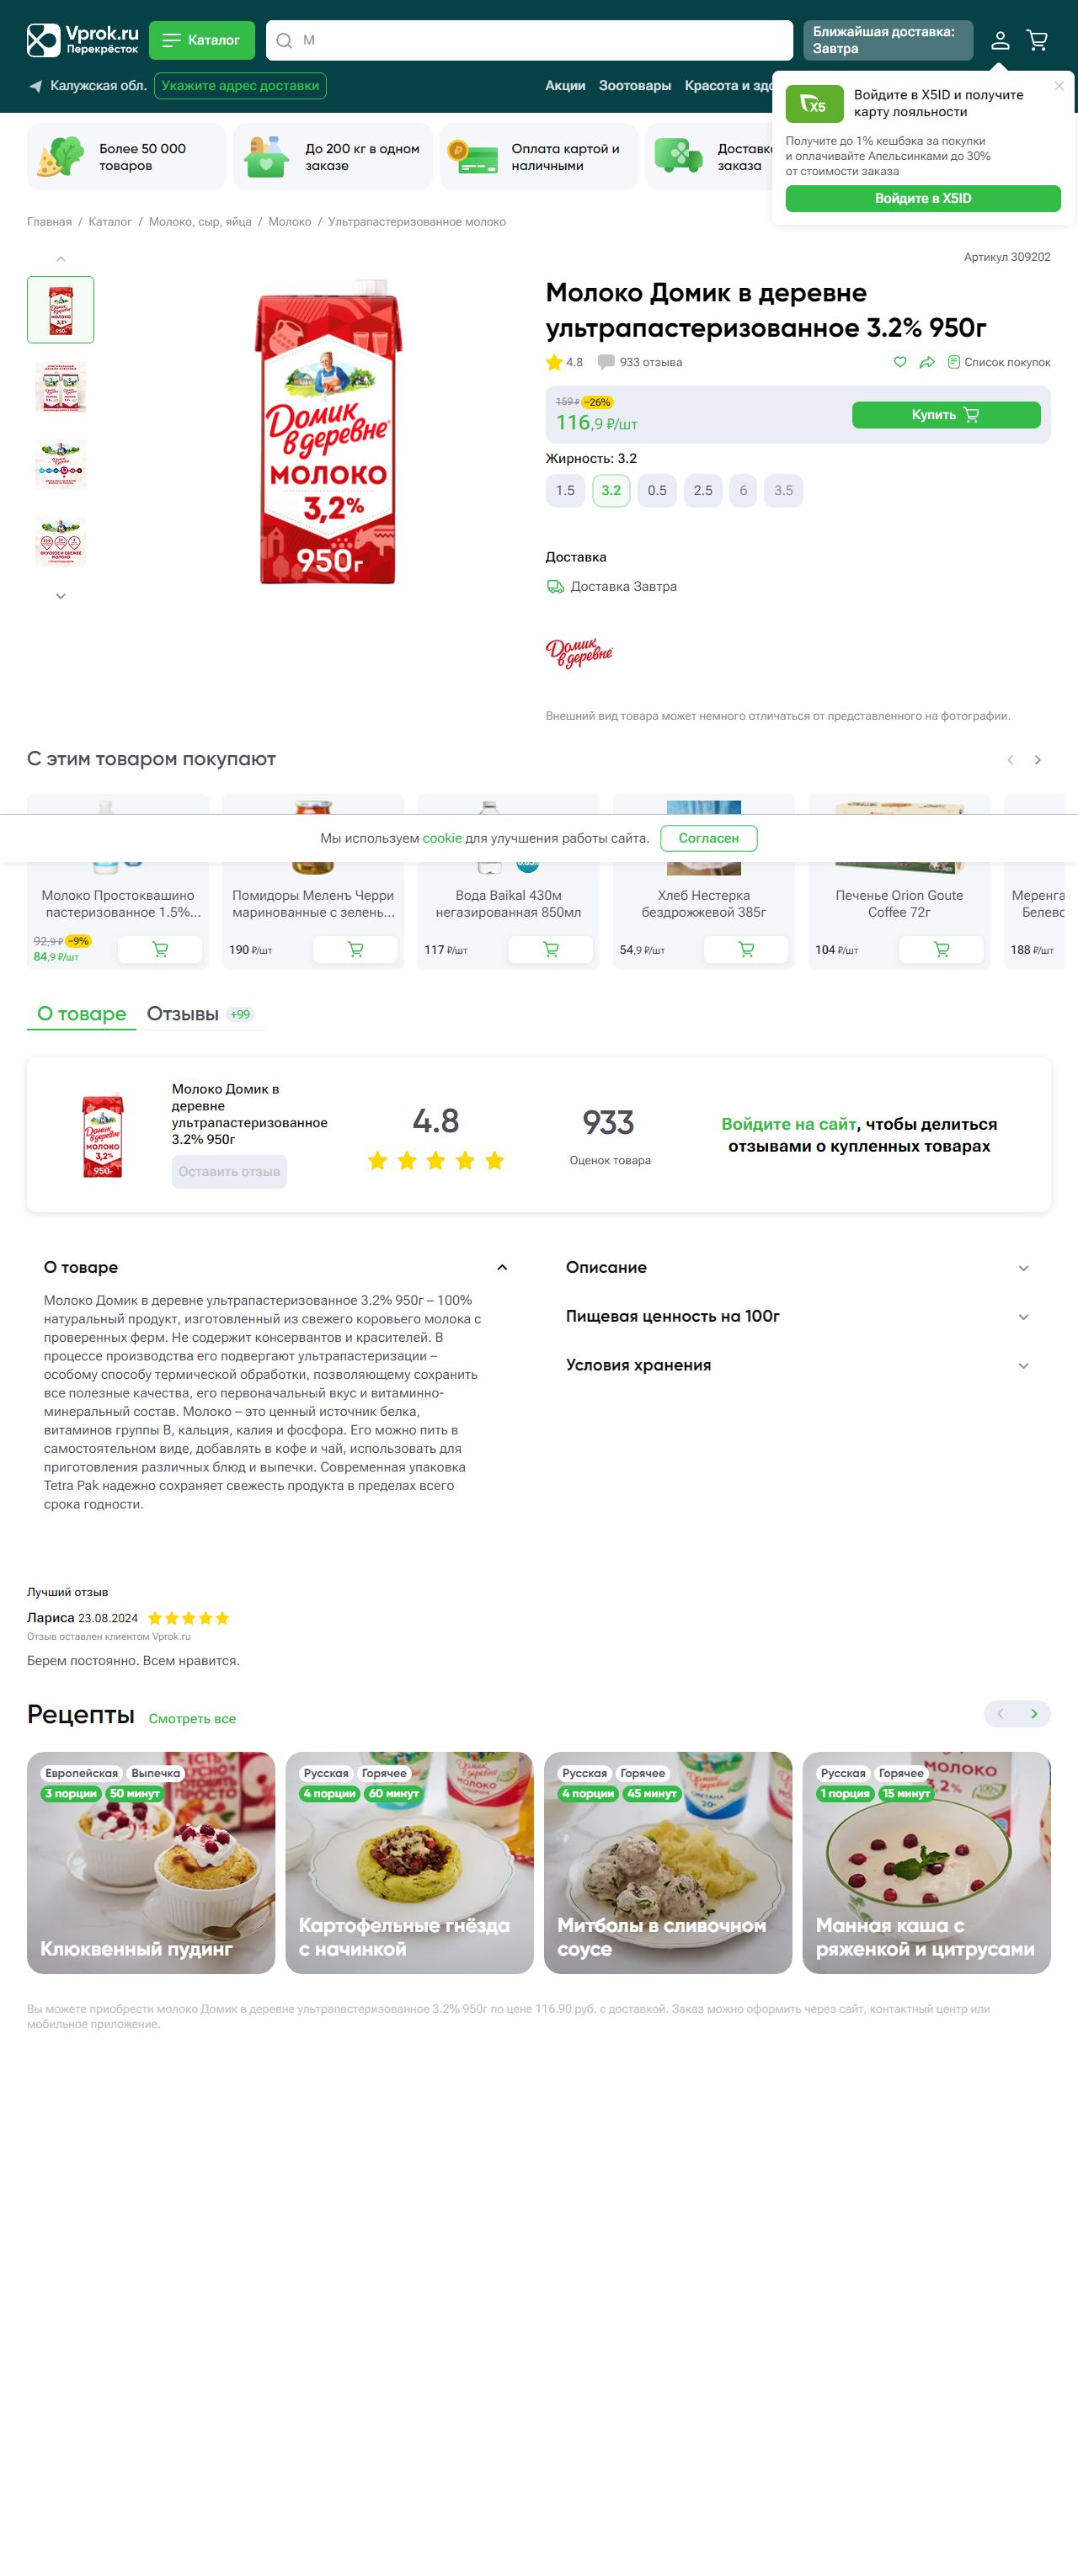 Vprok.ru
Перекрёсток
Каталог
М
Ближайшая доставка:
Завтра
Калужская обл.
Укажите адрес доставки
Акции Зоотовары Красота и здо
X5
Войдите в X5ID и получите
карту лояльности
Получите до 1% кешбэка за покупки
и оплачивайте Апельсинками до 30%
от стоимости заказа
Войдите в X5ID
Более 50 000
товаров
До 200 кг в одном
заказе
Оплата картой и
наличными
Доставка
заказа
Главная / Каталог / Молоко, сыр, яйца / Молоко / Ультрапастеризованное молоко
Артикул 309202
Домик
в деревне
МОЛОКО
3,2%
950г
Молоко Домик в деревне
ультрапастеризованное 3.2% 950г
4.8 933 отзыва
Список покупок
159 ₽ −26%
116,9 ₽/шт
Купить
Жирность: 3.2
1.5 3.2 0.5 2.5 6 3.5
Доставка
Доставка Завтра
Домик
в деревне
Внешний вид товара может немного отличаться от представленного на фотографии.
С этим товаром покупают
Мы используем cookie для улучшения работы сайта. Согласен
Молоко Простоквашино
пастеризованное 1.5%...
92,9 ₽ −9%
84,9 ₽/шт
Помидоры Меленъ Черри
маринованные с зелень...
190 ₽/шт
Вода Baikal 430м
негазированная 850мл
117 ₽/шт
Хлеб Нестерка
бездрожжевой 385г
54,9 ₽/шт
Печенье Orion Goute
Coffee 72г
104 ₽/шт
Меренга
Белевс
188 ₽/шт
О товаре Отзывы +99
Молоко Домик в
деревне
ультрапастеризованное
3.2% 950г
Оставить отзыв
4.8
933
Оценок товара
Войдите на сайт, чтобы делиться
отзывами о купленных товарах
О товаре
Молоко Домик в деревне ультрапастеризованное 3.2% 950г – 100%
натуральный продукт, изготовленный из свежего коровьего молока с
проверенных ферм. Не содержит консервантов и красителей. В
процессе производства его подвергают ультрапастеризации –
особому способу термической обработки, позволяющему сохранить
все полезные качества, его первоначальный вкус и витаминно-
минеральный состав. Молоко – это ценный источник белка,
витаминов группы В, кальция, калия и фосфора. Его можно пить в
самостоятельном виде, добавлять в кофе и чай, использовать для
приготовления различных блюд и выпечки. Современная упаковка
Tetra Pak надежно сохраняет свежесть продукта в пределах всего
срока годности.
Описание
Пищевая ценность на 100г
Условия хранения
Лучший отзыв
Лариса 23.08.2024
Отзыв оставлен клиентом Vprok.ru
Берем постоянно. Всем нравится.
Рецепты Смотреть все
Европейская Выпечка
3 порции 50 минут
Клюквенный пудинг
Русская Горячее
4 порции 60 минут
Картофельные гнёзда
с начинкой
Русская Горячее
4 порции 45 минут
Митболы в сливочном
соусе
Русская Горячее
1 порция 15 минут
Манная каша с
ряженкой и цитрусами
Вы можете приобрести молоко Домик в деревне ультрапастеризованное 3.2% 950г по цене 116.90 руб. с доставкой. Заказ можно оформить через сайт, контактный центр или
мобильное приложение.